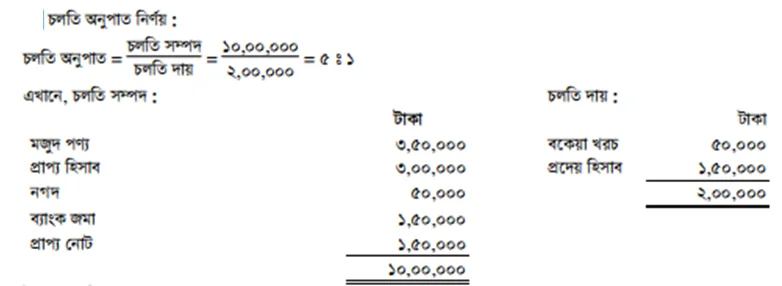 চলতি অনুপাত নির্ণয় :
চলতি অনুপাত = চলতি সম্পদ / চলতি দায় = ১০,০০,০০০ / ২,০০,০০০ = ৫ ঃ ১
এখানে, চলতি সম্পদ : চলতি দায় :
টাকা টাকা
মজুদ পণ্য ৩,৫০,০০০ বকেয়া খরচ ৫০,০০০
প্রাপ্য হিসাব ৩,০০,০০০ প্রদেয় হিসাব ১,৫০,০০০
নগদ ৫০,০০০ ২,০০,০০০
ব্যাংক জমা ১,৫০,০০০
প্রাপ্য নোট ১,৫০,০০০
১০,০০,০০০